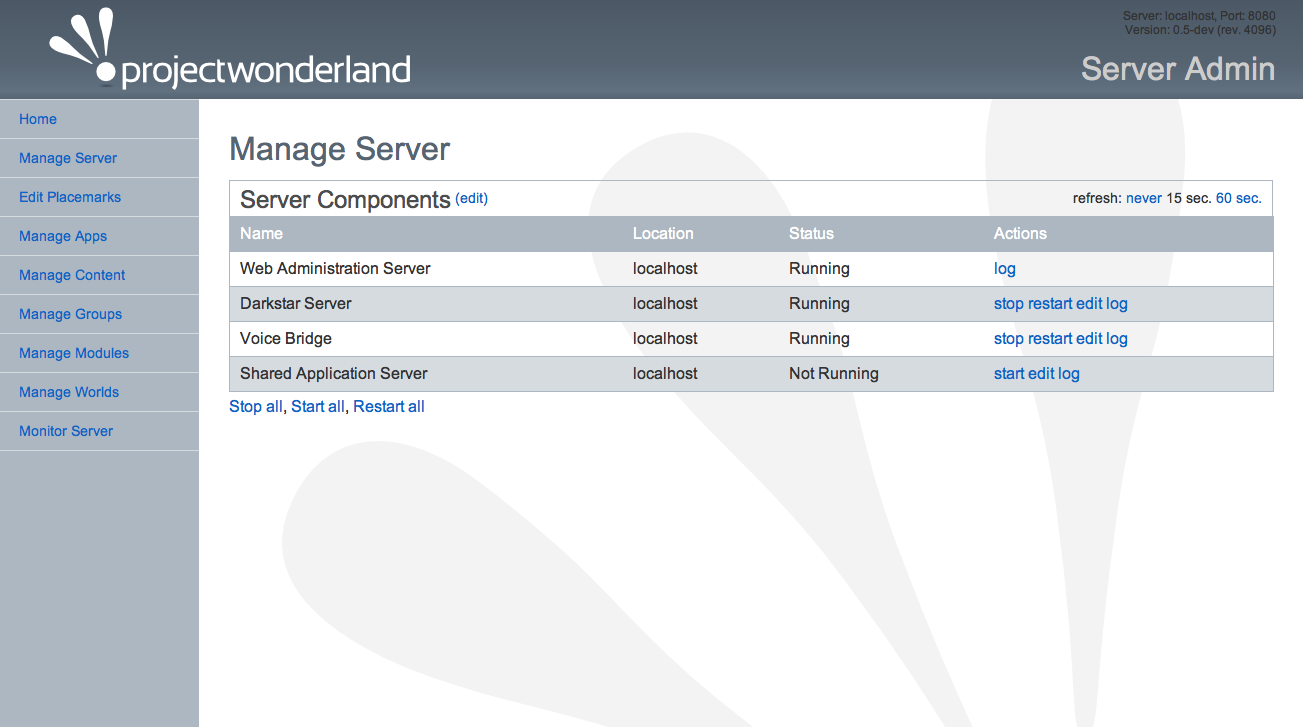 Server: localhost, Port: 8080
Version: 0.5-dev (rev. 4096)
projectwonderland
Server Admin
Home
Manage Server
Edit Placemarks
Manage Apps
Manage Content
Manage Groups
Manage Modules
Manage Worlds
Monitor Server
Manage Server
Server Components (edit) refresh: never 15 sec. 60 sec.
Name Location Status Actions
Web Administration Server localhost Running log
Darkstar Server localhost Running stop restart edit log
Voice Bridge localhost Running stop restart edit log
Shared Application Server localhost Not Running start edit log
Stop all, Start all, Restart all